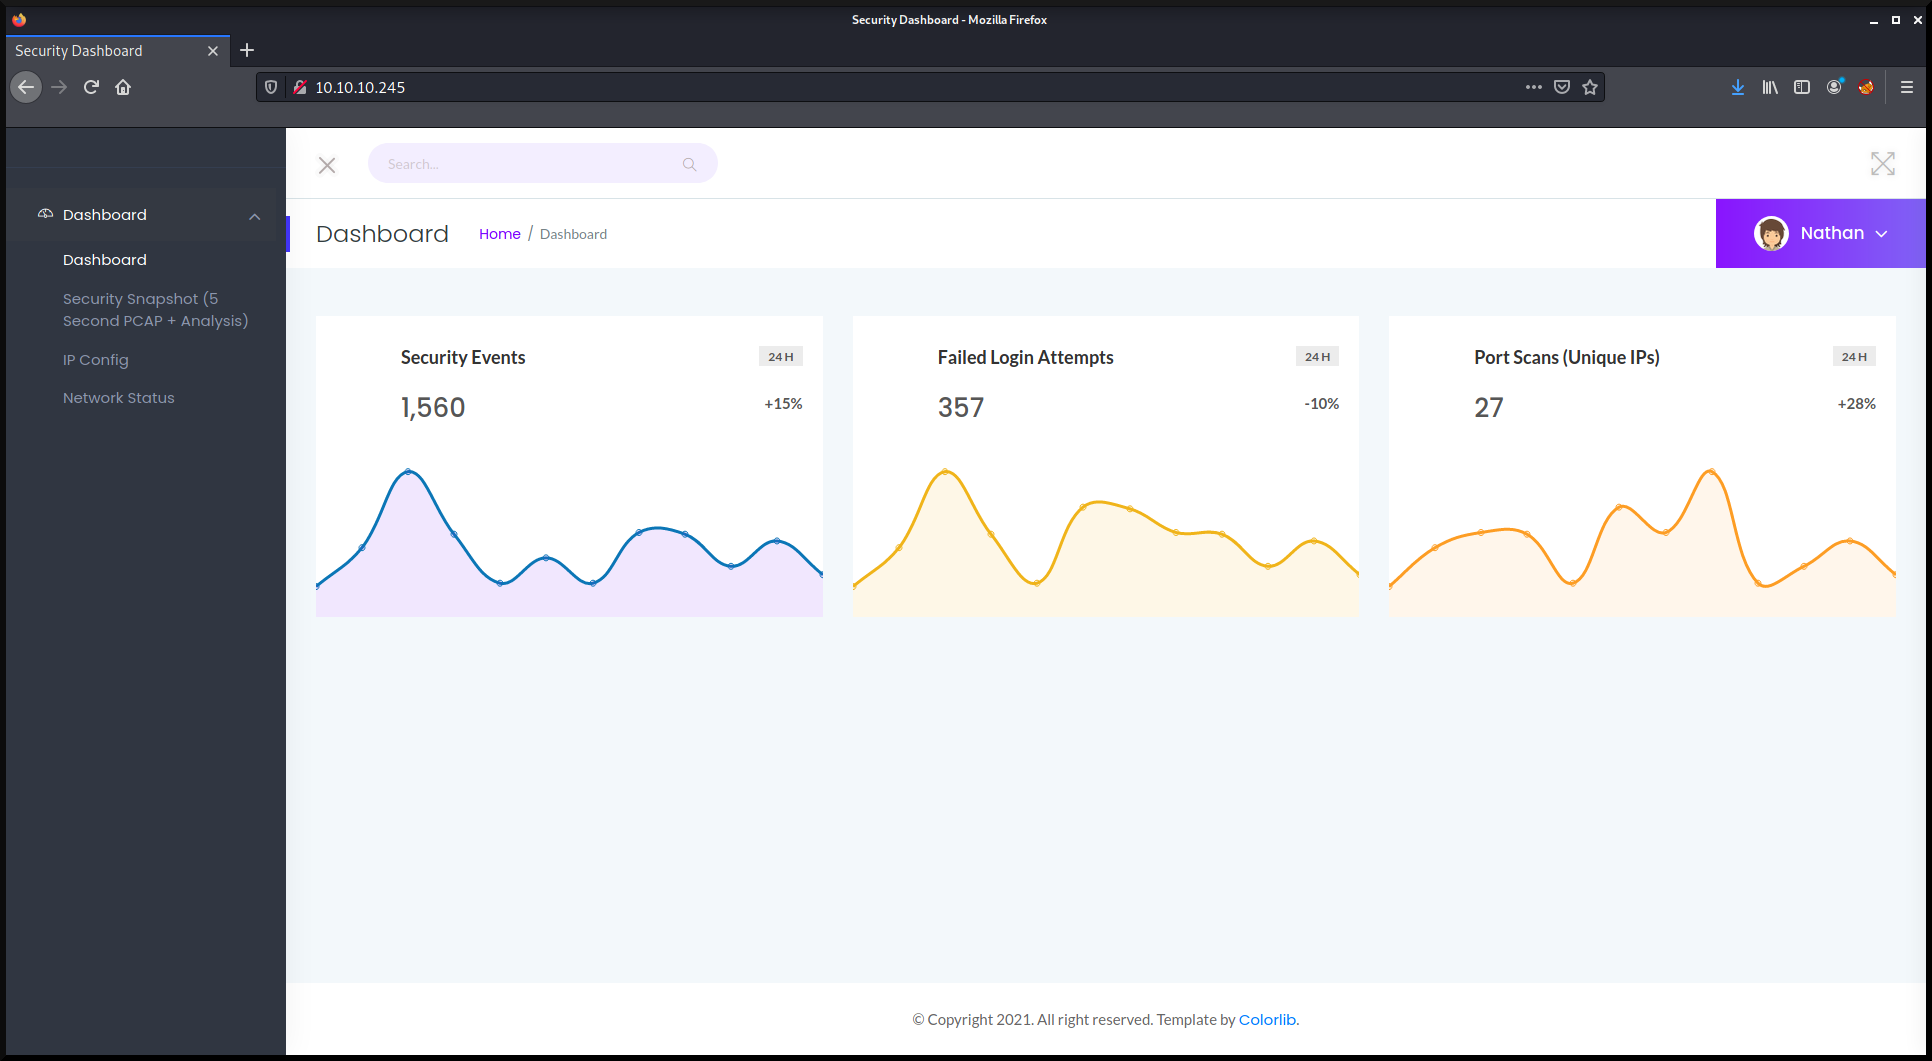 Security Dashboard - Mozilla Firefox
Security Dashboard
10.10.10.245
Search...
Dashboard
Dashboard
Security Snapshot (5
Second PCAP + Analysis)
IP Config
Network Status
Dashboard
Home / Dashboard
Nathan
Security Events
24 H
1,560
+15%
Failed Login Attempts
24 H
357
-10%
Port Scans (Unique IPs)
24 H
27
+28%
© Copyright 2021. All right reserved. Template by Colorlib.